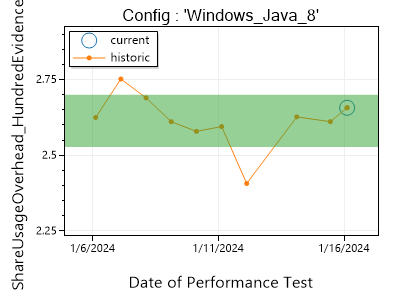 Config : 'Windows_Java_8'
current
historic
ShareUsageOverhead_HundredEvidence
2.75
2.5
2.25
1/6/2024
1/11/2024
1/16/2024
Date of Performance Test